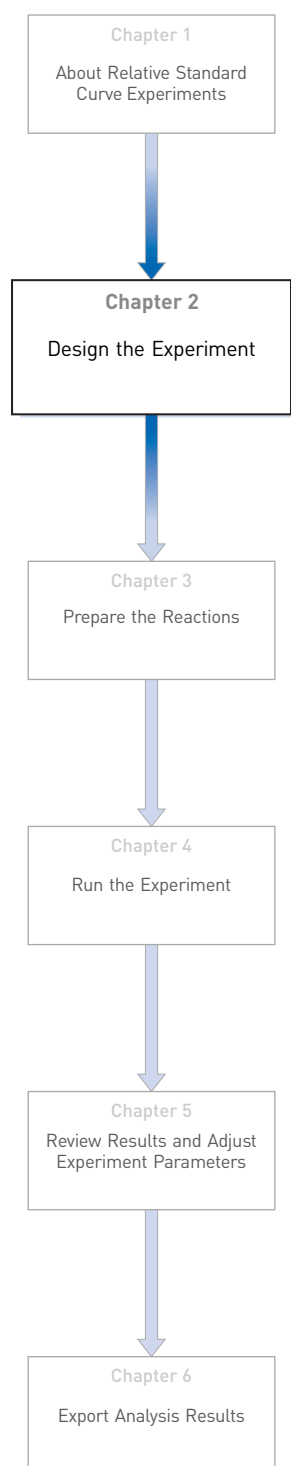 Chapter 1
About Relative Standard
Curve Experiments
Chapter 2
Design the Experiment
Chapter 3
Prepare the Reactions
Chapter 4
Run the Experiment
Chapter 5
Review Results and Adjust
Experiment Parameters
Chapter 6
Export Analysis Results